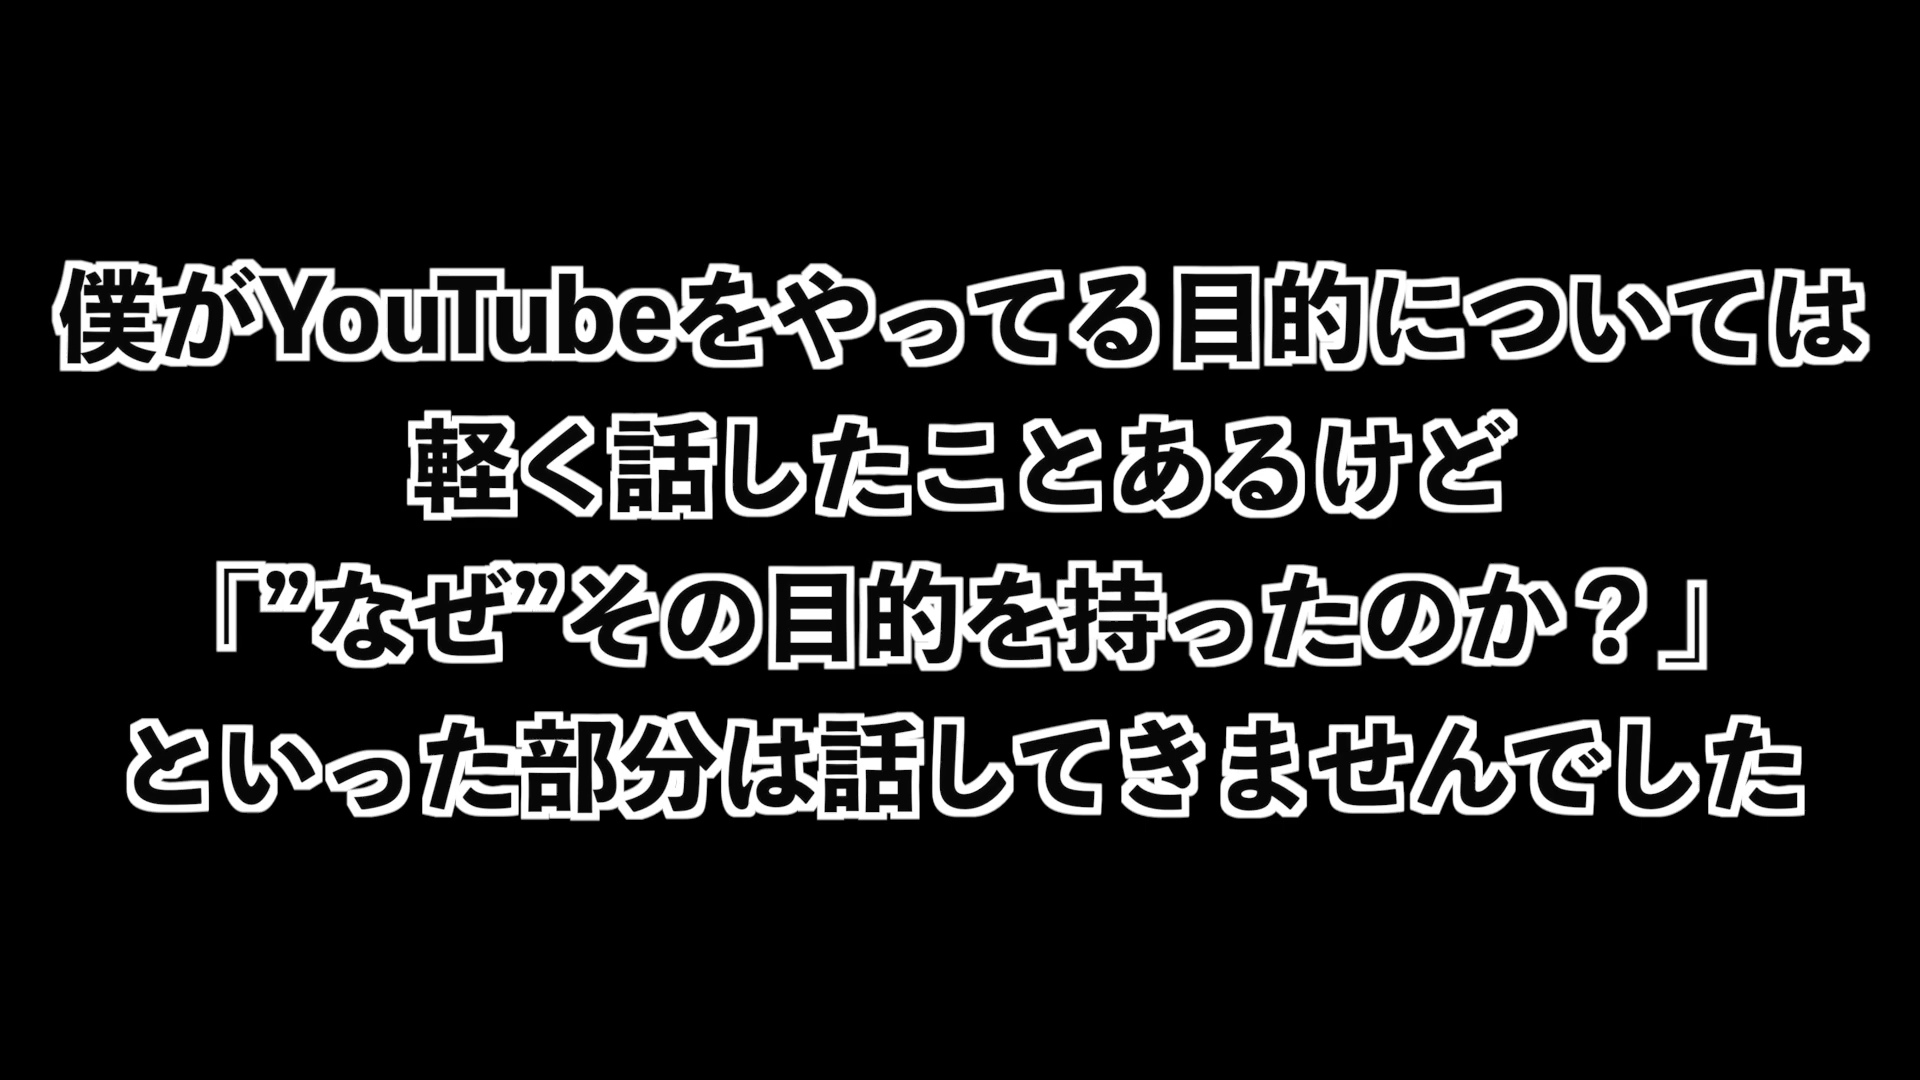 僕がYouTubeをやってる目的については
軽く話したことあるけど
『”なぜ”その目的を持ったのか？』
といった部分は話してきませんでした